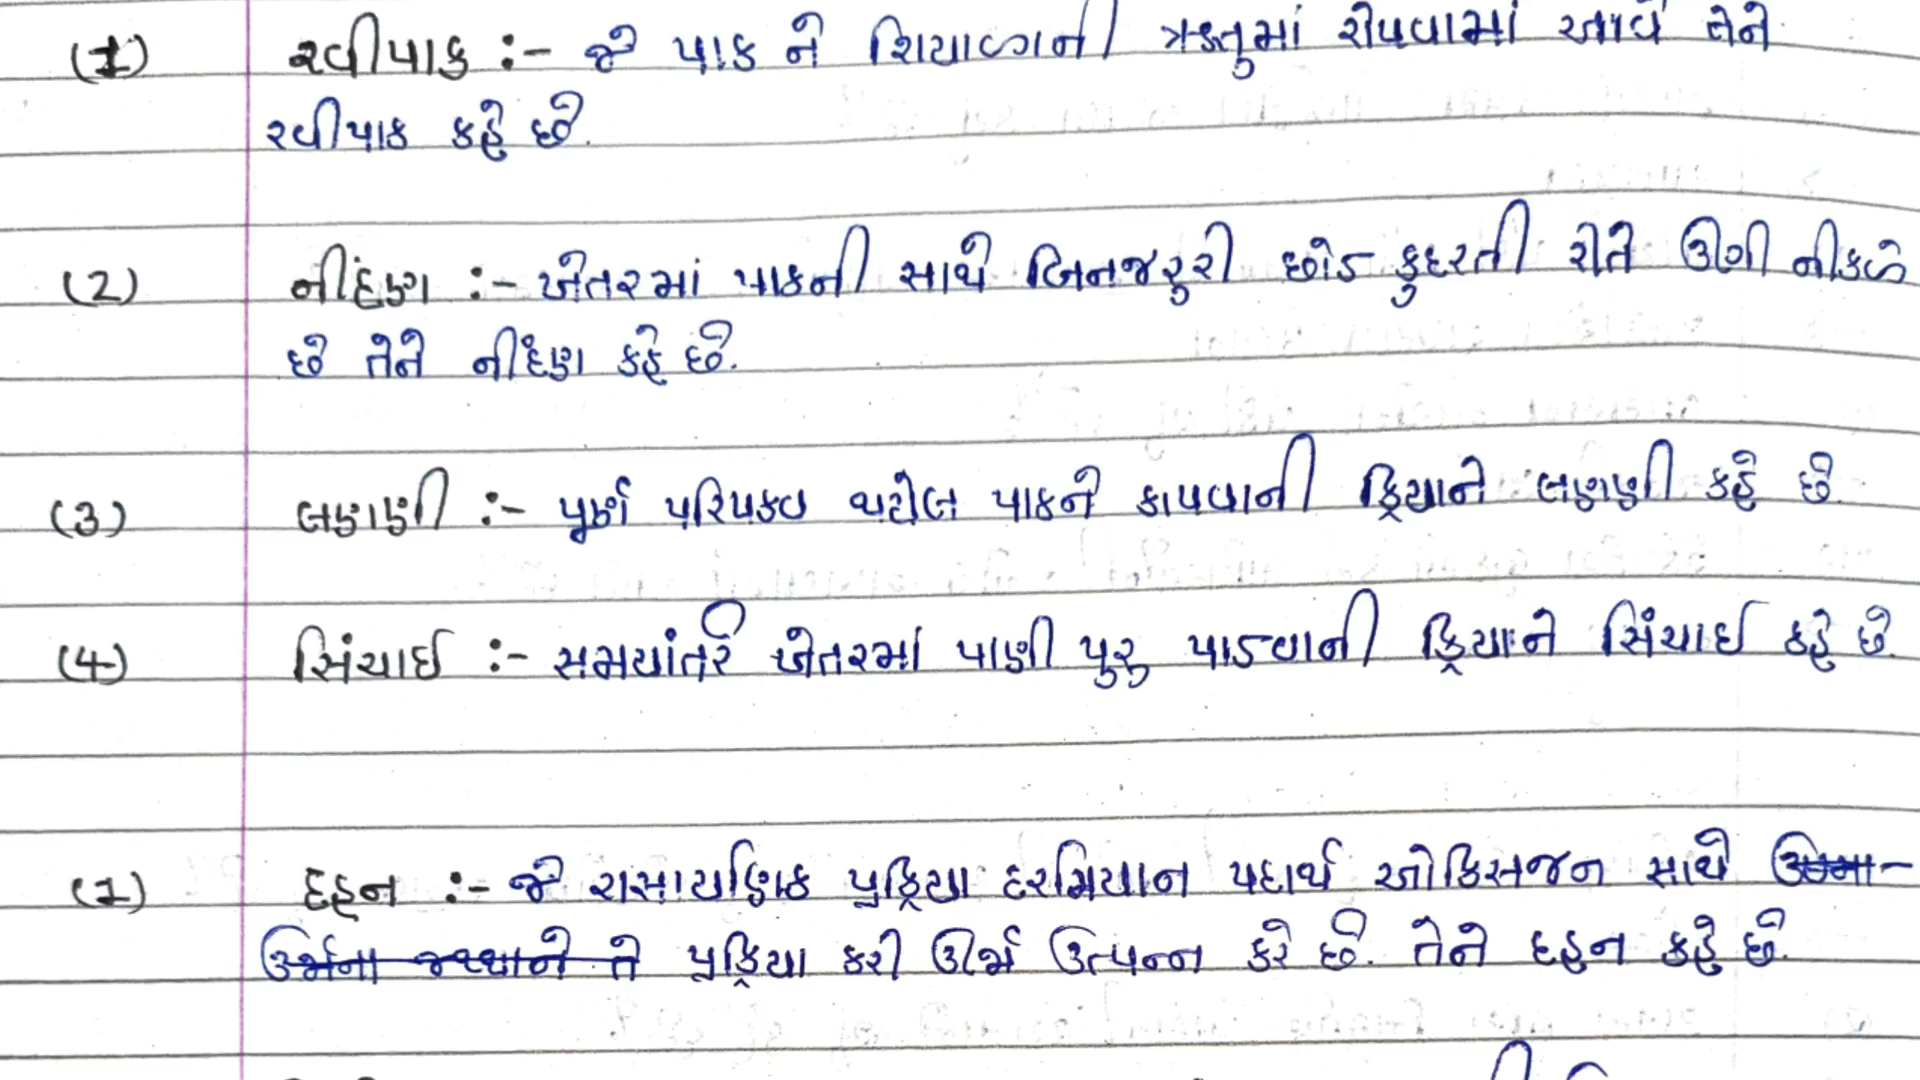 (1) રવીપાક :- જે પાક ને શિયાળાની ઋતુમાં રોપવામાં આવે તેને
રવીપાક કહે છે.
(2) નીંદણ :- ખેતરમાં પાકની સાથે બિનજરુરી છોડ કુદરતી રીતે ઊગી નીકળે
છે તેને નીંદણ કહે છે.
(3) લણણી :- પૂર્ણ પરિપક્વ થયેલ પાકને કાપવાની ક્રિયાને લણણી કહે છે
(4) સિંચાઈ :- સમયાંતરે ખેતરમાં પાણી પુરુ પાડવાની ક્રિયાને સિંચાઈ કહે છે.
(1) દહન :- જે રાસાયણિક પ્રક્રિયા દરમિયાન પદાર્થ ઓક્સિજન સાથે
પ્રક્રિયા કરી ઊર્જા ઉત્પન્ન કરે છે. તેને દહન કહે છે.